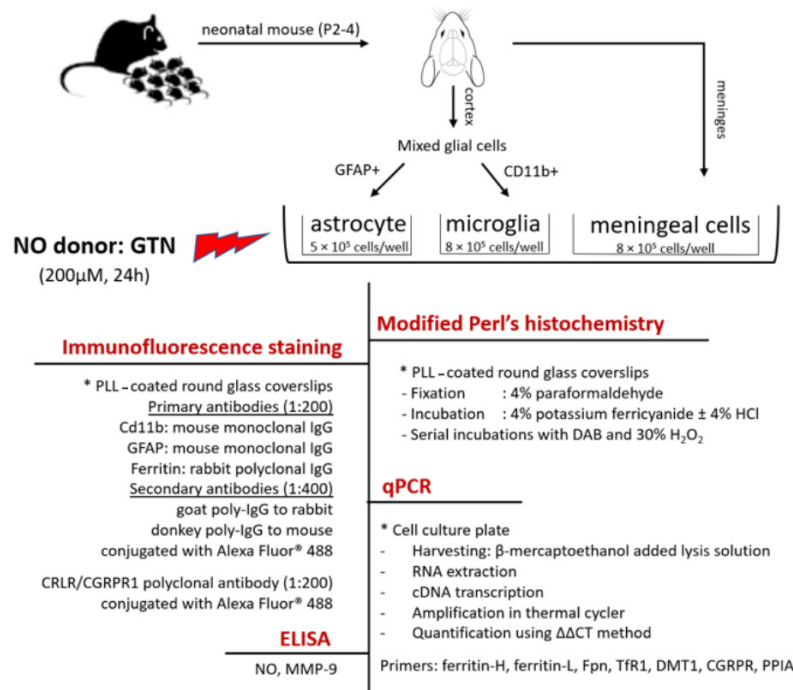 neonatal mouse (P2-4)
cortex
meninges
Mixed glial cells
GFAP+
CD11b+
astrocyte
5 × 10⁵ cells/well
microglia
8 × 10⁵ cells/well
meningeal cells
8 × 10⁵ cells/well
NO donor: GTN
(200µM, 24h)
Immunofluorescence staining
* PLL-coated round glass coverslips
Primary antibodies (1:200)
Cd11b: mouse monoclonal IgG
GFAP: mouse monoclonal IgG
Ferritin: rabbit polyclonal IgG
Secondary antibodies (1:400)
goat poly-IgG to rabbit
donkey poly-IgG to mouse
conjugated with Alexa Fluor® 488
CRLR/CGRPR1 polyclonal antibody (1:200)
conjugated with Alexa Fluor® 488
ELISA
NO, MMP-9
Modified Perl's histochemistry
* PLL-coated round glass coverslips
- Fixation : 4% paraformaldehyde
- Incubation : 4% potassium ferricyanide ± 4% HCl
- Serial incubations with DAB and 30% H₂O₂
qPCR
* Cell culture plate
- Harvesting: β-mercaptoethanol added lysis solution
- RNA extraction
- cDNA transcription
- Amplification in thermal cycler
- Quantification using ΔΔCT method
Primers: ferritin-H, ferritin-L, Fpn, TfR1, DMT1, CGRPR, PPIA